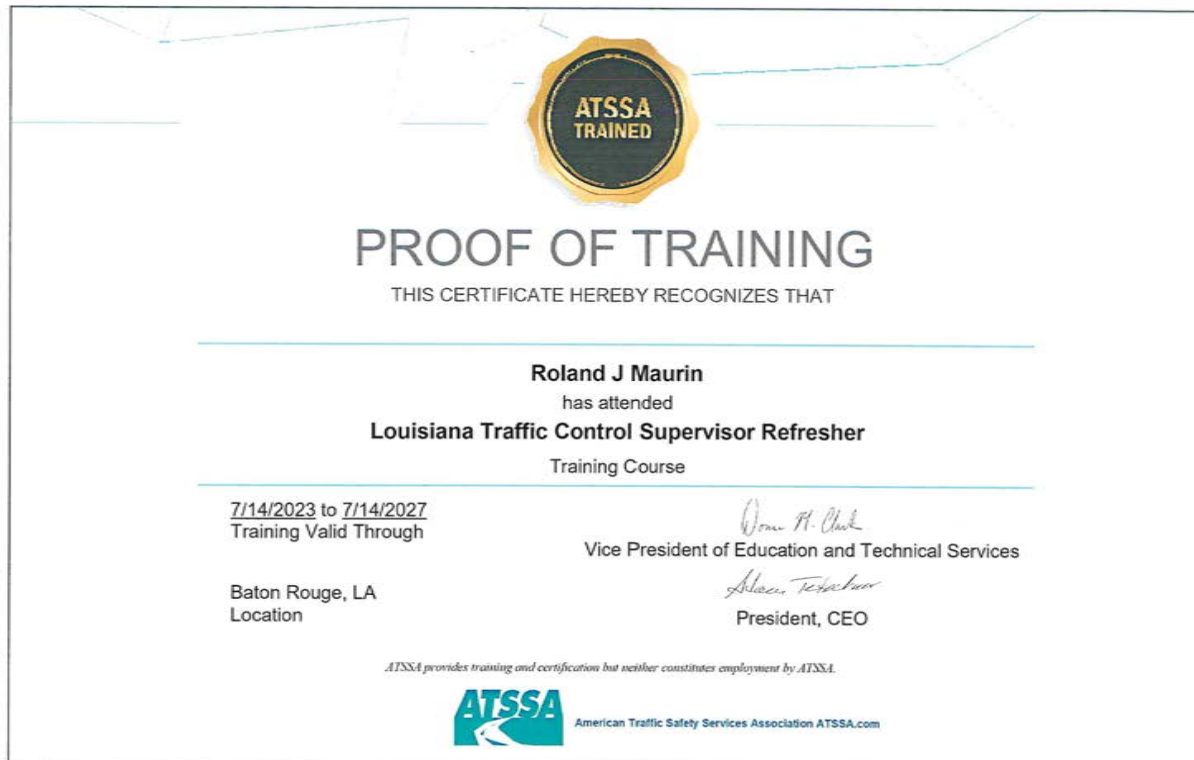 ATSSA
TRAINED
PROOF OF TRAINING
THIS CERTIFICATE HEREBY RECOGNIZES THAT
Roland J Maurin
has attended
Louisiana Traffic Control Supervisor Refresher
Training Course
7/14/2023 to 7/14/2027
Training Valid Through
Vice President of Education and Technical Services
Baton Rouge, LA
Location
President, CEO
ATSSA provides training and certification but neither constitutes employment by ATSSA.
ATSSA
American Traffic Safety Services Association ATSSA.com